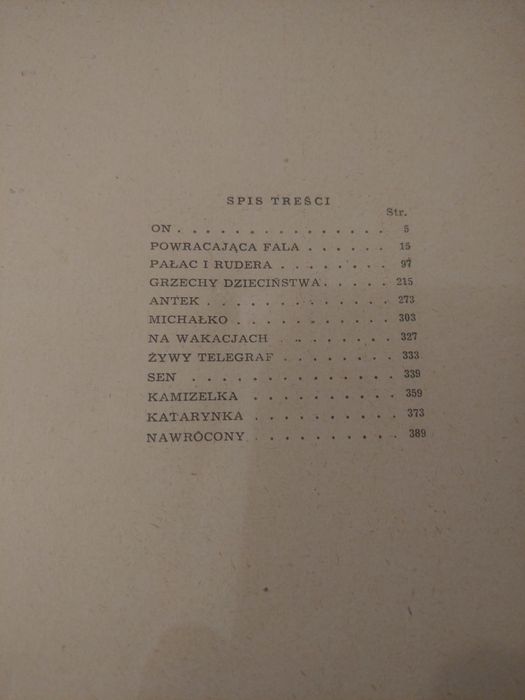 SPIS TREŚCI
Str.
ON . . . . . . . . . . . . . . . 5
POWRACAJĄCA FALA . . . . . . 15
PAŁAC I RUDERA . . . . . . . . 97
GRZECHY DZIECIŃSTWA . . . . . 215
ANTEK . . . . . . . . . . . . . 273
MICHAŁKO . . . . . . . . . . . 303
NA WAKACJACH . . . . . . . . 327
ŻYWY TELEGRAF . . . . . . . . 333
SEN . . . . . . . . . . . . . . 339
KAMIZELKA . . . . . . . . . . 359
KATARYNKA . . . . . . . . . . 373
NAWRÓCONY . . . . . . . . . . 389